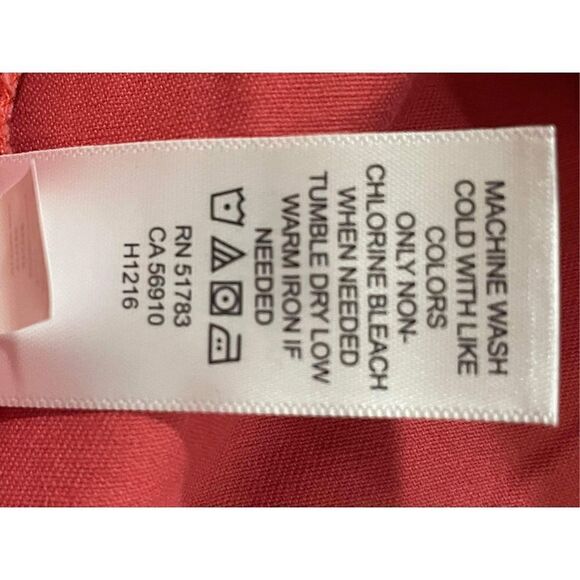 MACHINE WASH
COLD WITH LIKE
COLORS
ONLY NON-
CHLORINE BLEACH
WHEN NEEDED
TUMBLE DRY LOW
WARM IRON IF
NEEDED
RN 51783
CA 56910
H1216